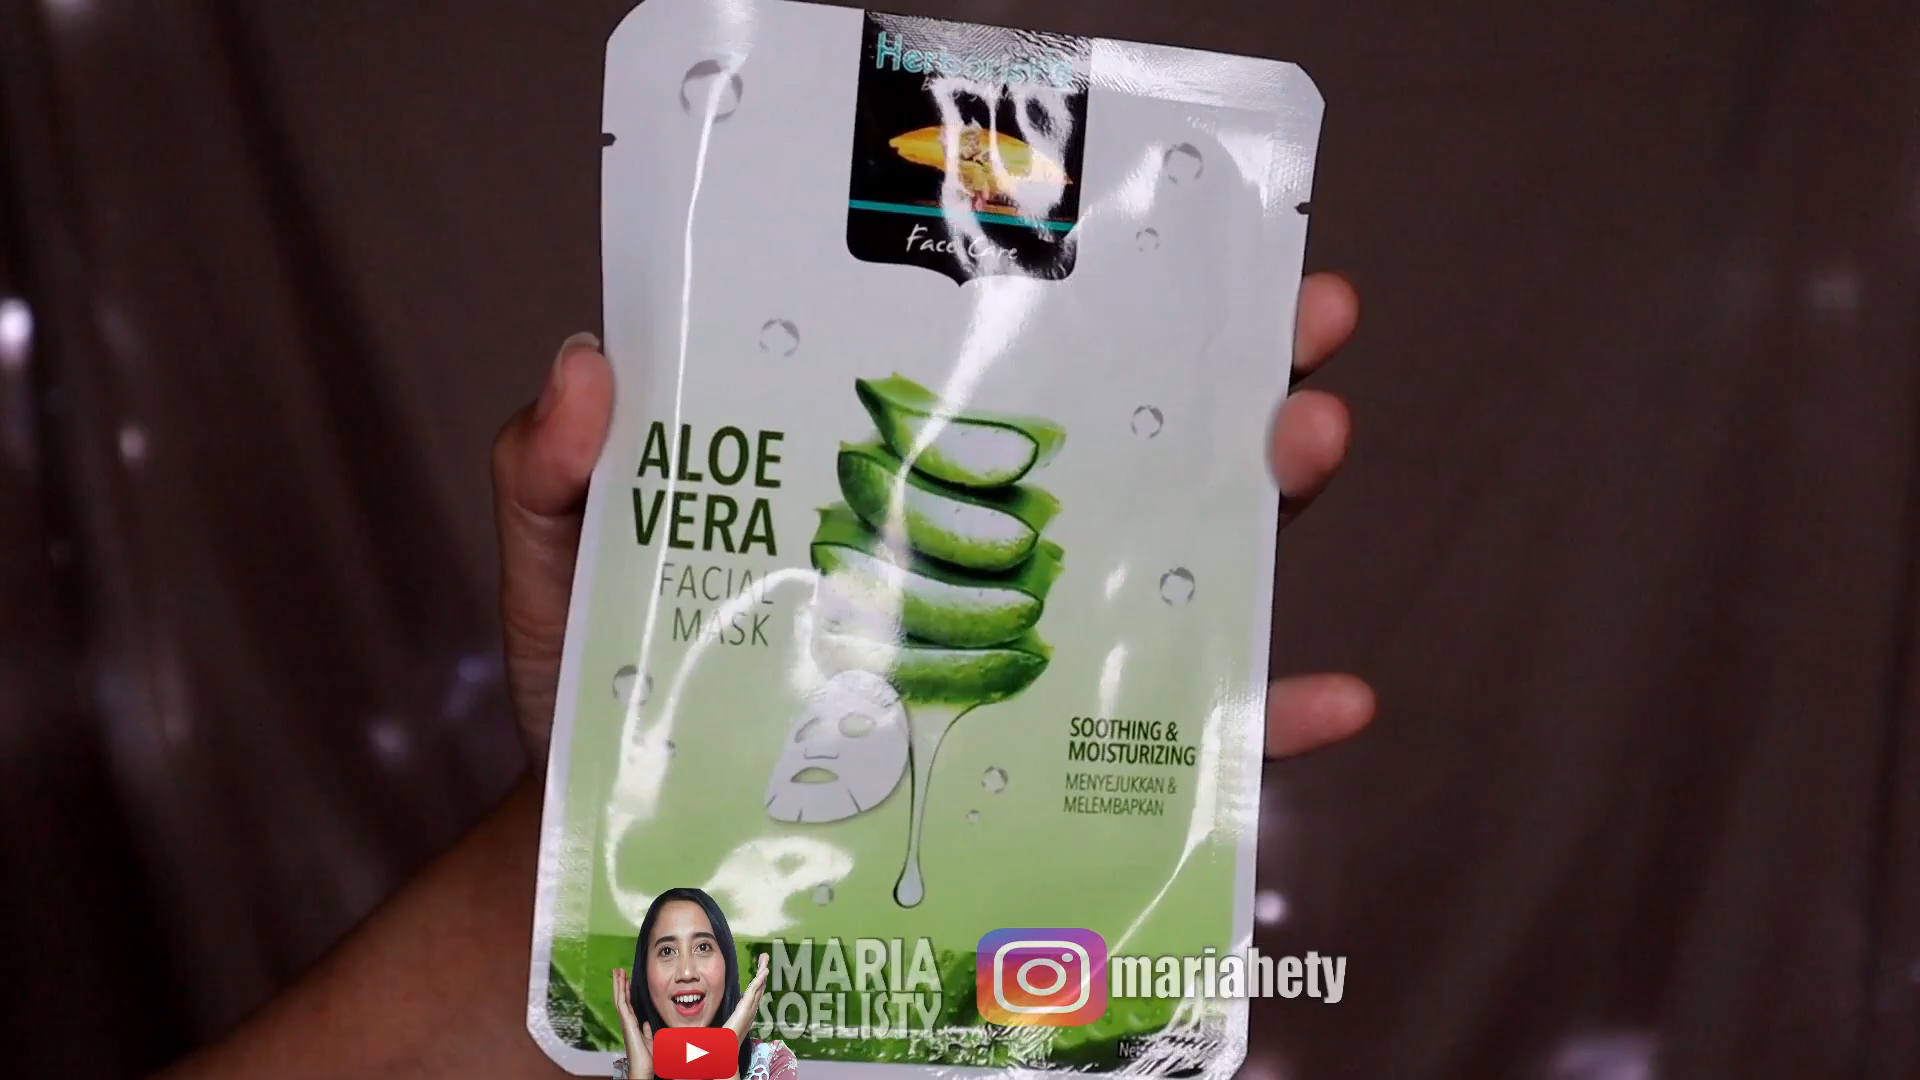 Herborist
Face Care
ALOE
VERA
FACIAL
MASK
SOOTHING &
MOISTURIZING
MENYEJUKKAN &
MELEMBAPKAN
MARIA
SOELISTY
mariahety